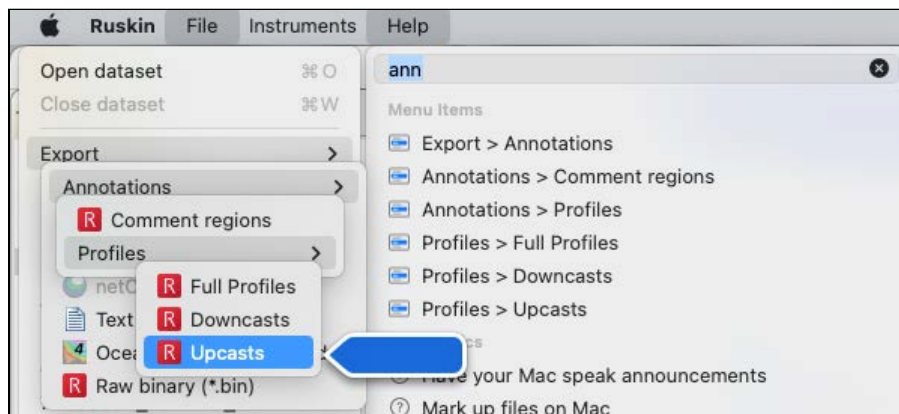 Ruskin File Instruments Help
Open dataset ⌘ O
Close dataset ⌘ W
Export
Annotations
R Comment regions
Profiles
R Full Profiles
R Downcasts
R Upcasts
Text
R Raw binary (*.bin)
ann
Menu Items
Export > Annotations
Annotations > Comment regions
Annotations > Profiles
Profiles > Full Profiles
Profiles > Downcasts
Profiles > Upcasts
Have your Mac speak announcements
Mark up files on Mac